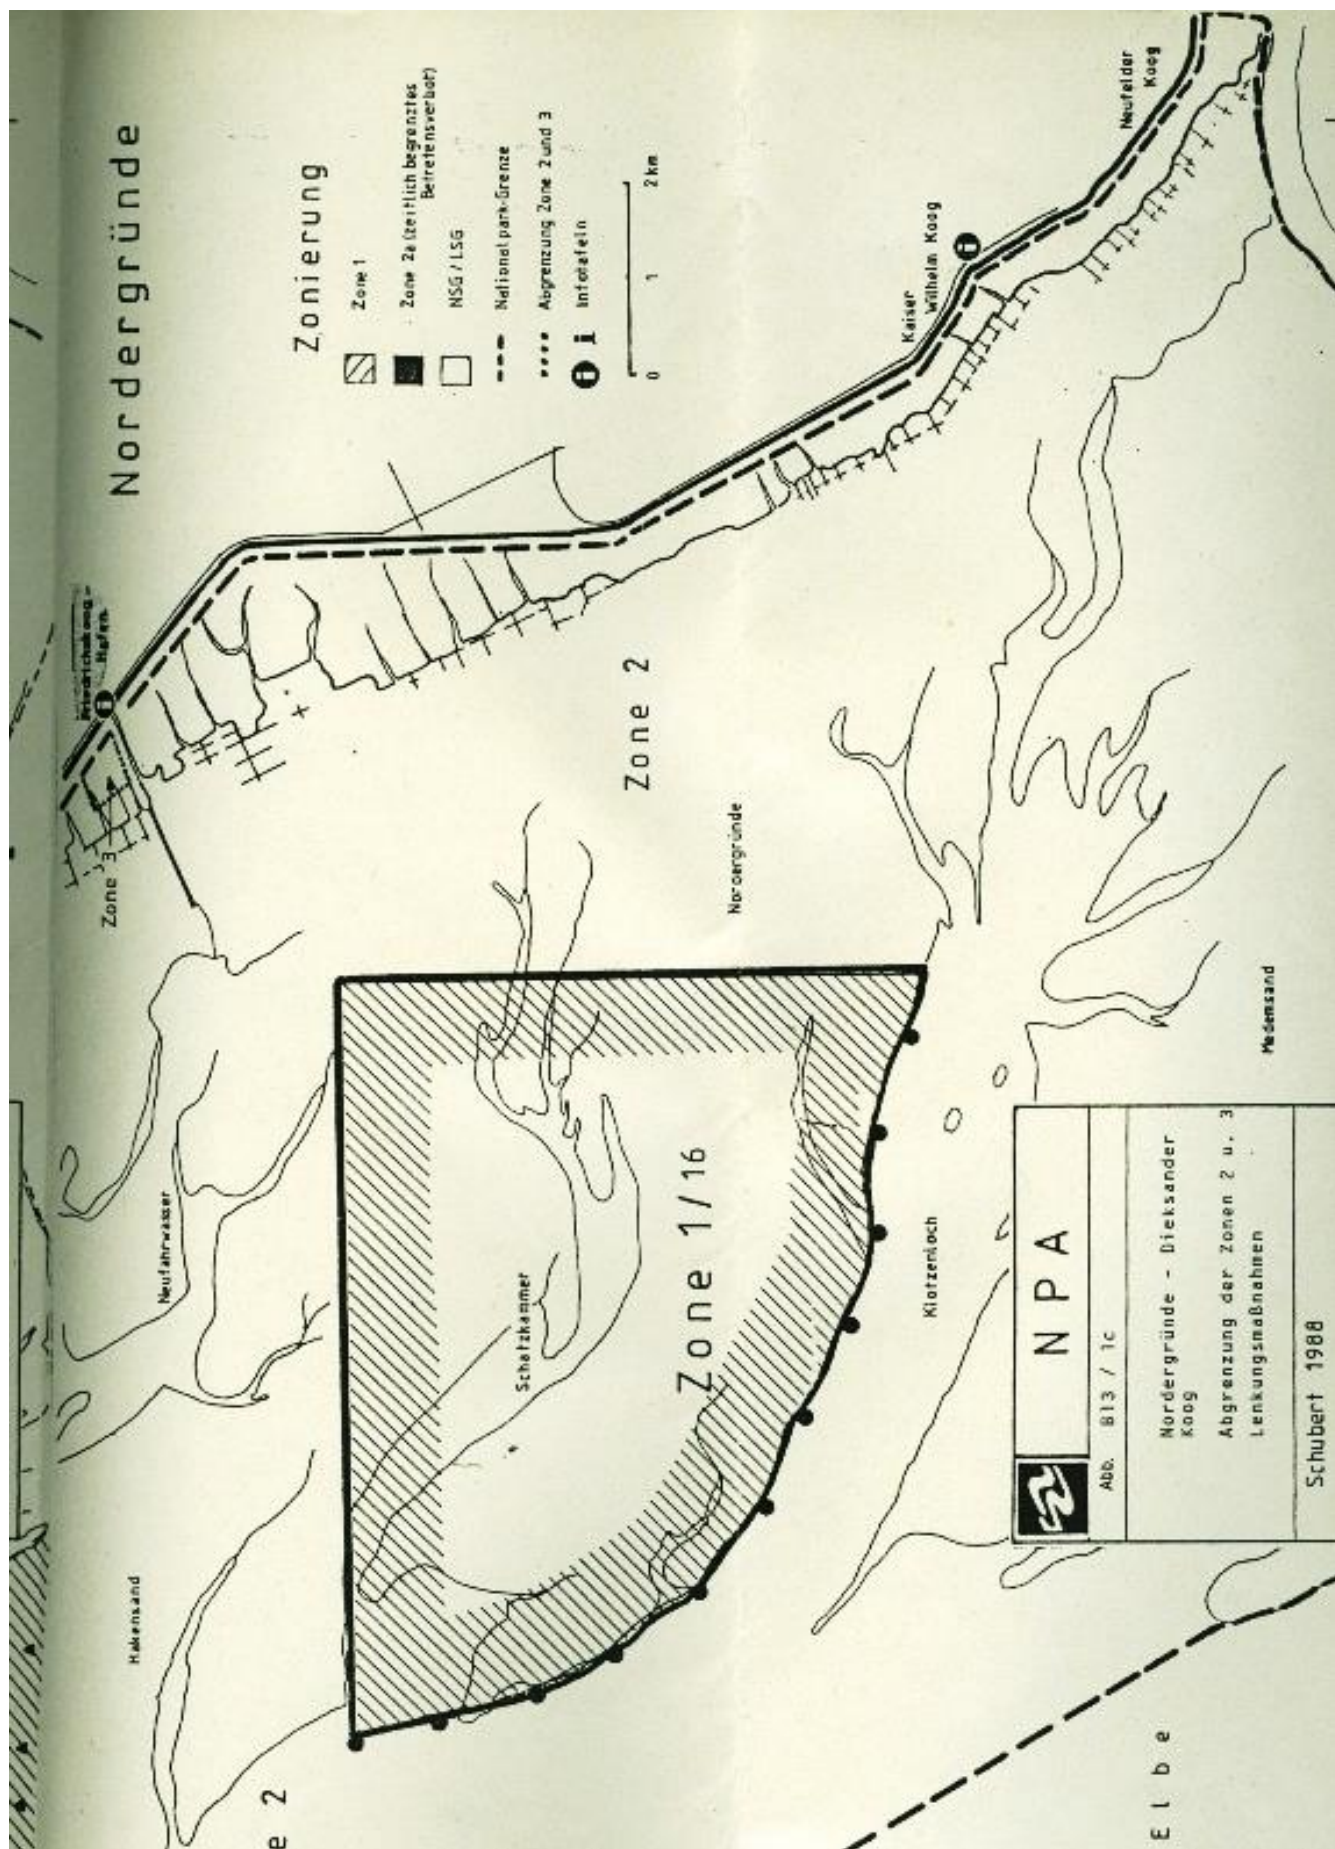 Nordergründe
Zonierung
Zone 1
Zone 2a (zeitlich begrenztes
Betretensverbot)
NSG / LSG
Nationalpark-Grenze
Abgrenzung Zone 2 und 3
Infotafeln
0 1 2 km
Neufelder
Koog
Kaiser
Wilhelm Koog
Friedrichskoog-
Hafen
Zone 3
Zone 2
Nordergründe
Neufahrwasser
Schatzkammer
Zone 1/16
Klotzenloch
Medemsand
Hakensand
e 2
Elbe
NPA
Abb. B13 / 1c
Nordergründe - Dieksander
Koog
Abgrenzung der Zonen 2 u. 3
Lenkungsmaßnahmen
Schubert 1988